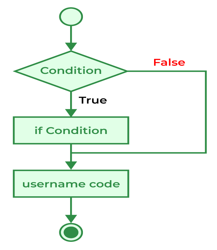 Condition
False
True
if Condition
username code